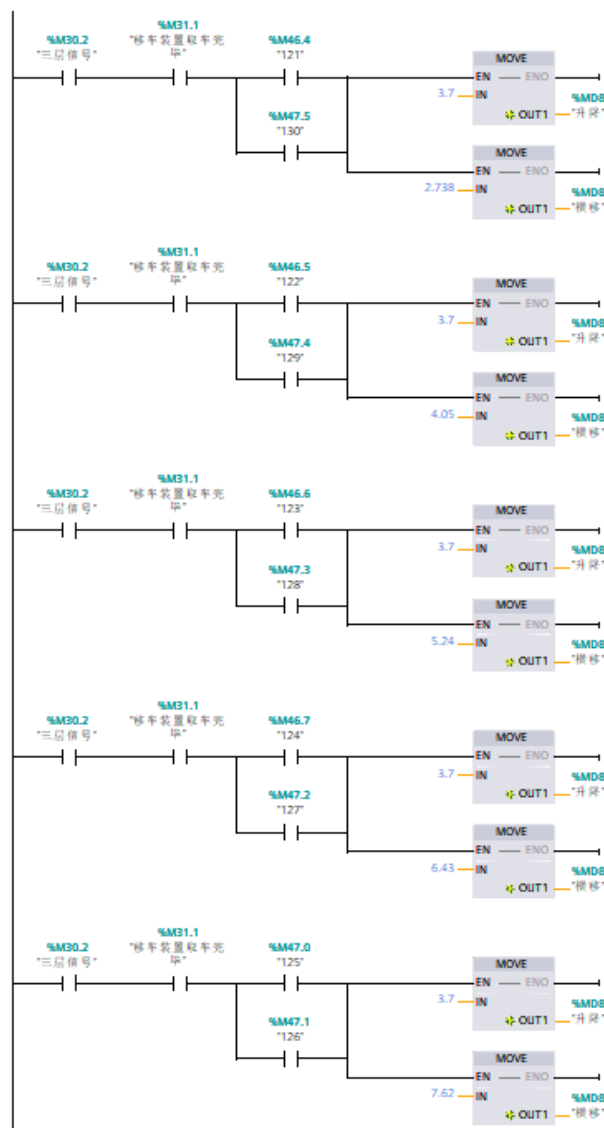 %M30.2
"三层信号"
%M31.1
"移车装置取车完
毕"
%M46.4
"121"
MOVE
EN
ENO
3.7
IN
%MD8
OUT1
"升降"
%M47.5
"130"
MOVE
EN
ENO
2.738
IN
%MD8
OUT1
"横移"
%M30.2
"三层信号"
%M31.1
"移车装置取车完
毕"
%M46.5
"122"
MOVE
EN
ENO
3.7
IN
%MD8
OUT1
"升降"
%M47.4
"129"
MOVE
EN
ENO
4.05
IN
%MD8
OUT1
"横移"
%M30.2
"三层信号"
%M31.1
"移车装置取车完
毕"
%M46.6
"123"
MOVE
EN
ENO
3.7
IN
%MD8
OUT1
"升降"
%M47.3
"128"
MOVE
EN
ENO
5.24
IN
%MD8
OUT1
"横移"
%M30.2
"三层信号"
%M31.1
"移车装置取车完
毕"
%M46.7
"124"
MOVE
EN
ENO
3.7
IN
%MD8
OUT1
"升降"
%M47.2
"127"
MOVE
EN
ENO
6.43
IN
%MD8
OUT1
"横移"
%M30.2
"三层信号"
%M31.1
"移车装置取车完
毕"
%M47.0
"125"
MOVE
EN
ENO
3.7
IN
%MD8
OUT1
"升降"
%M47.1
"126"
MOVE
EN
ENO
7.62
IN
%MD8
OUT1
"横移"